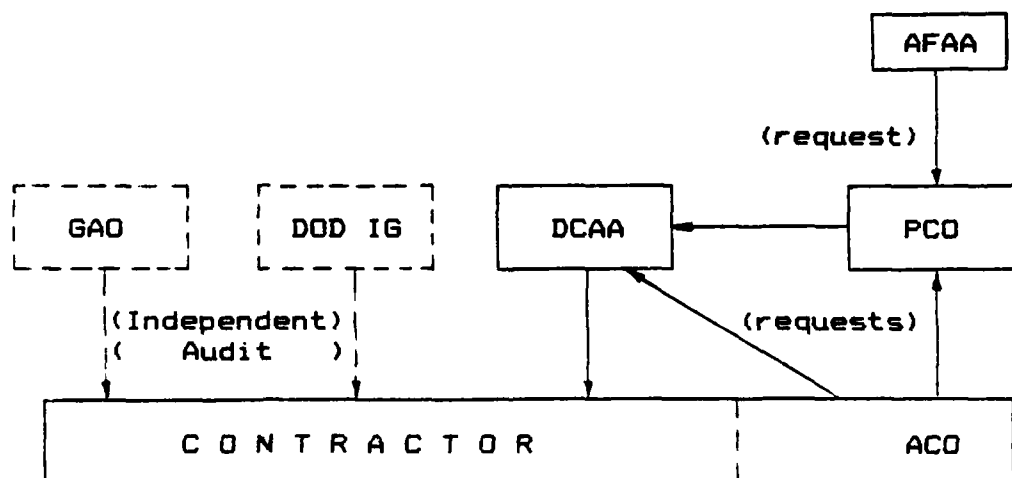 AFAA
(request)
GAO
DOD IG
DCAA
PCO
(Independent)
( Audit )
(requests)
C O N T R A C T O R
ACO